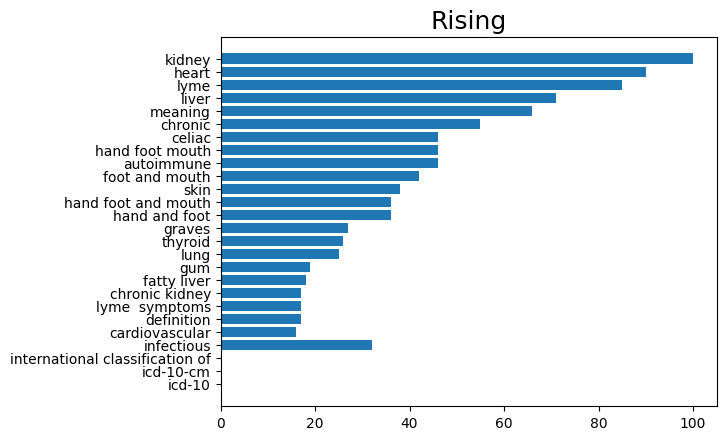 Rising
kidney
heart
lyme
liver
meaning
chronic
celiac
hand foot mouth
autoimmune
foot and mouth
skin
hand foot and mouth
hand and foot
graves
thyroid
lung
gum
fatty liver
chronic kidney
lyme  symptoms
definition
cardiovascular
infectious
international classification of
icd-10-cm
icd-10
0 20 40 60 80 100